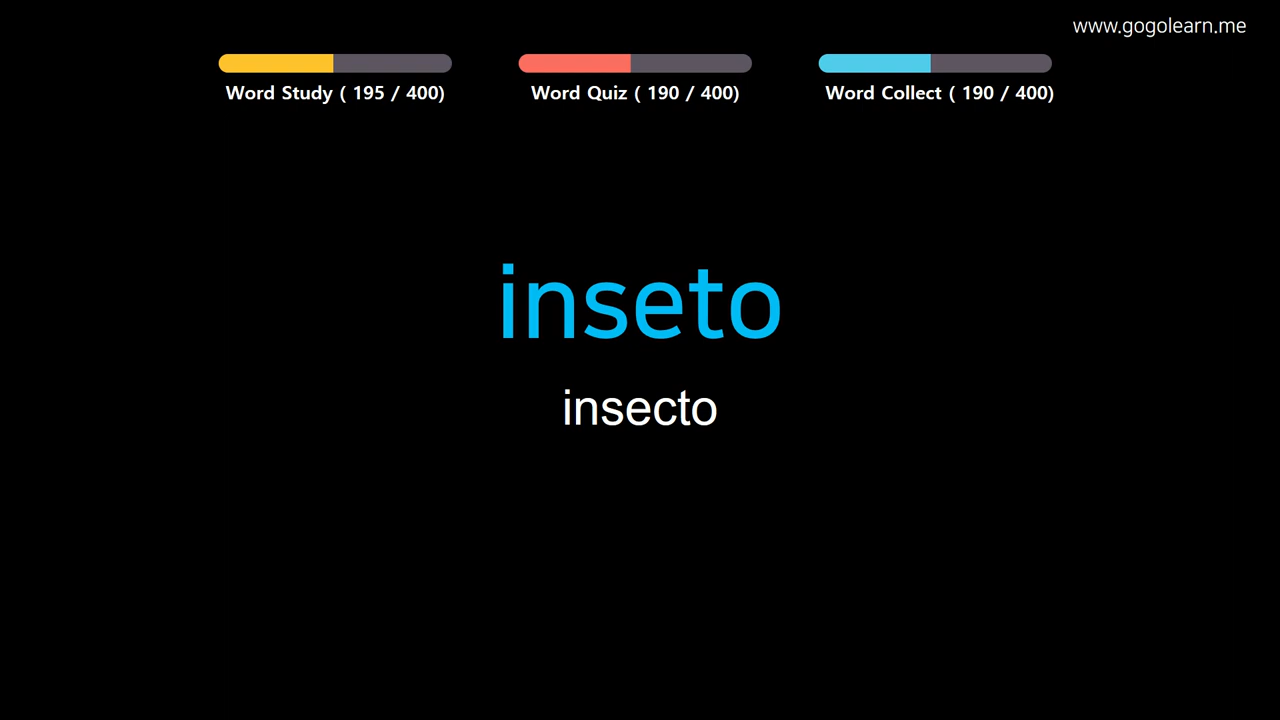 www.gogolearn.me
Word Study ( 195 / 400)
Word Quiz ( 190 / 400)
Word Collect ( 190 / 400)
inseto
insecto